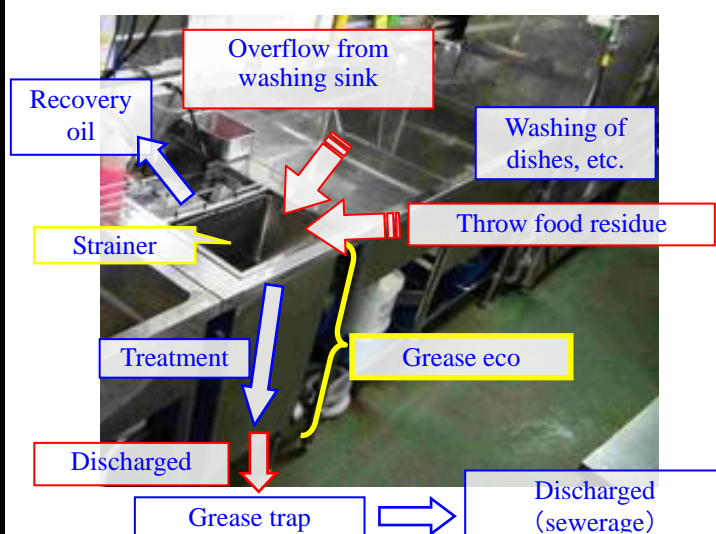 Overflow from
washing sink
Recovery
oil
Washing of
dishes, etc.
Throw food residue
Strainer
Treatment
Grease eco
Discharged
Grease trap
Discharged
（sewerage）